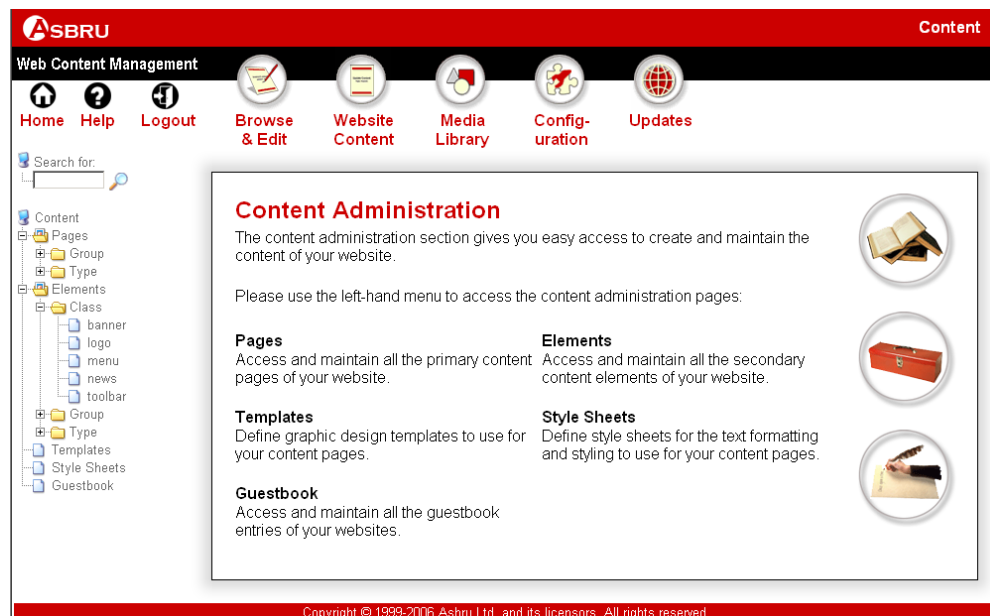 ASBRU
Content
Web Content Management
Home Help Logout
Browse & Edit
Website Content
Media Library
Config-uration
Updates
Search for:
Content
Pages
Group
Type
Elements
Class
banner
logo
menu
news
toolbar
Group
Type
Templates
Style Sheets
Guestbook
Content Administration
The content administration section gives you easy access to create and maintain the
content of your website.
Please use the left-hand menu to access the content administration pages:
Pages
Access and maintain all the primary content
pages of your website.
Elements
Access and maintain all the secondary
content elements of your website.
Templates
Define graphic design templates to use for
your content pages.
Style Sheets
Define style sheets for the text formatting
and styling to use for your content pages.
Guestbook
Access and maintain all the guestbook
entries of your websites.
Copyright © 1999-2006 Asbru Ltd. and its licensors. All rights reserved.